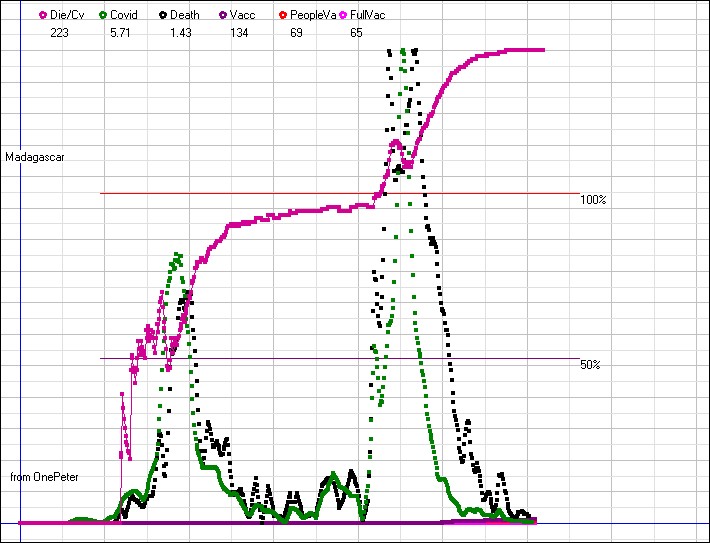 Die/Cv Covid Death Vacc PeopleVa FullVac
223 5.71 1.43 134 69 65
Madagascar
100%
50%
from OnePeter